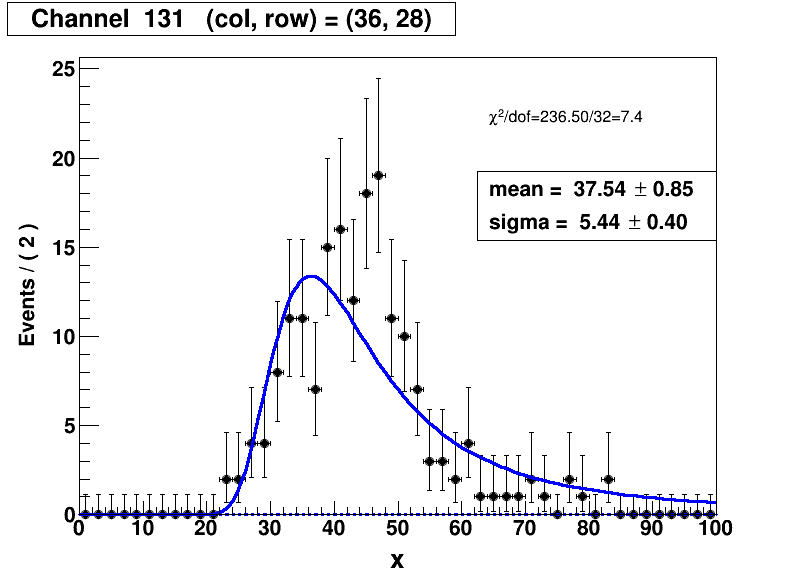 Channel 131 (col, row) = (36, 28)
χ²/dof=236.50/32=7.4
mean = 37.54 ± 0.85
sigma = 5.44 ± 0.40
Events / ( 2 )
25
20
15
10
5
0
0 10 20 30 40 50 60 70 80 90 100
x